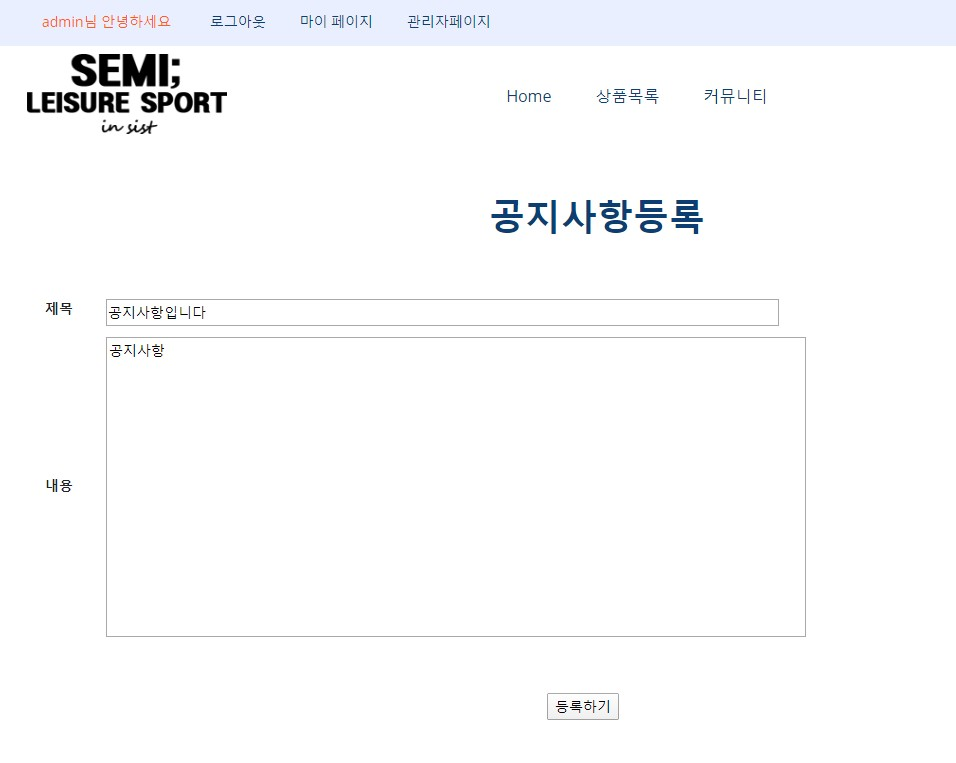 admin님 안녕하세요 로그아웃 마이 페이지 관리자페이지
SEMI;
LEISURE SPORT
in sist
Home 상품목록 커뮤니티
공지사항등록
제목 공지사항입니다
공지사항
내용
등록하기